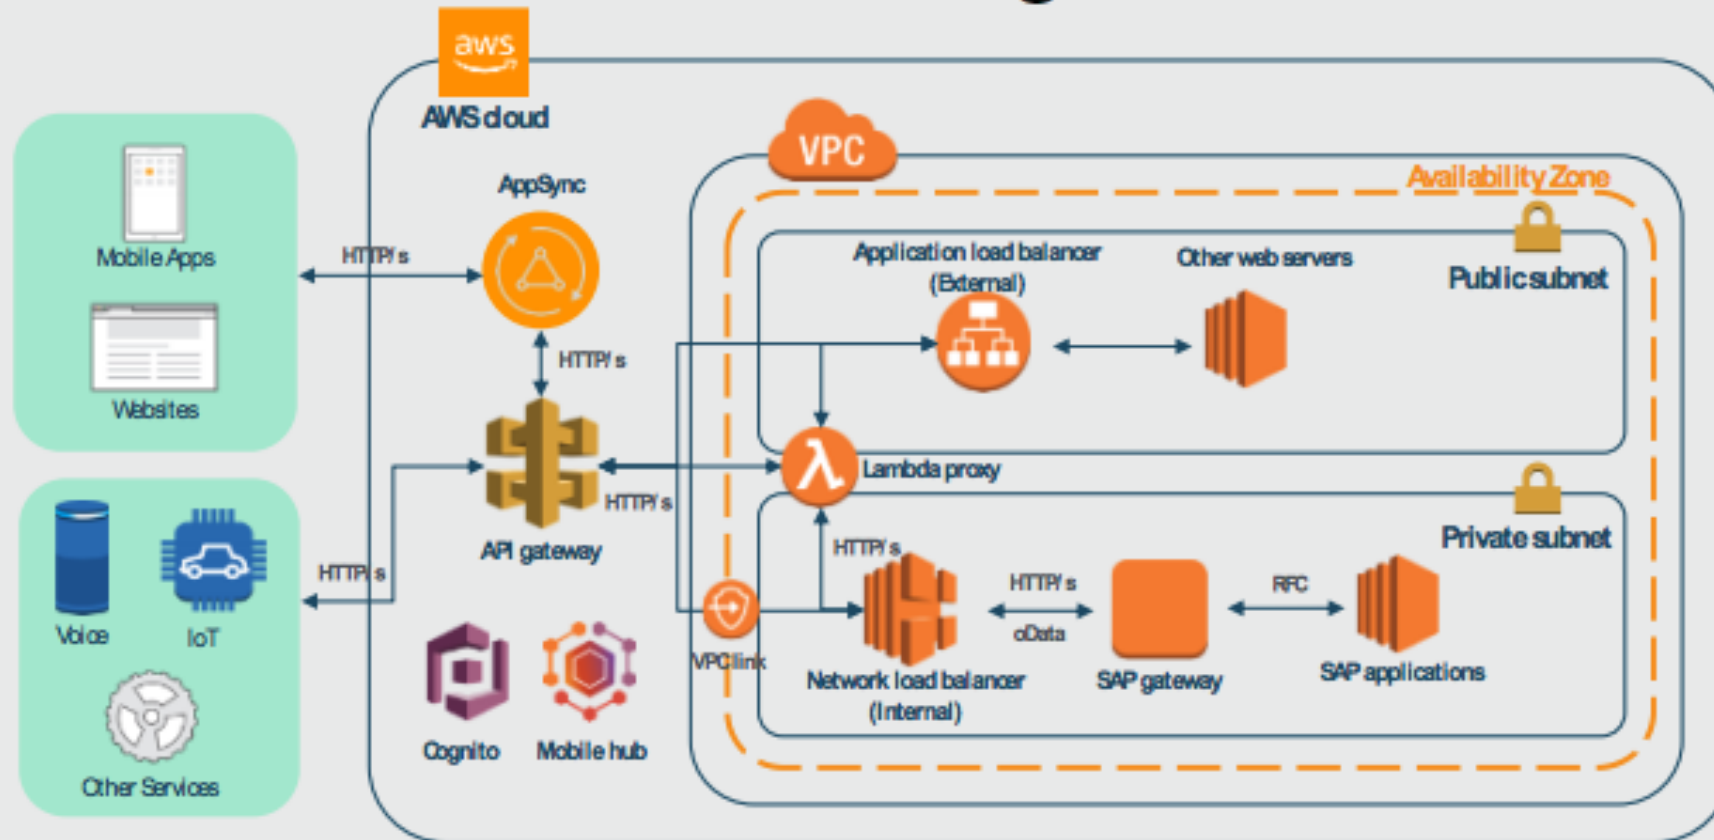 aws
AWS cloud
VPC
Availability Zone
AppSync
Mobile Apps
HTTP/s
Websites
HTTP/s
Application load balancer
(External)
Other web servers
Public subnet
Lambda proxy
HTTP/s
API gateway
Voice
IoT
HTTP/s
Other Services
Cognito
Mobile hub
VPC link
Private subnet
HTTP/s
Network load balancer
(Internal)
HTTP/s
oData
SAP gateway
RFC
SAP applications